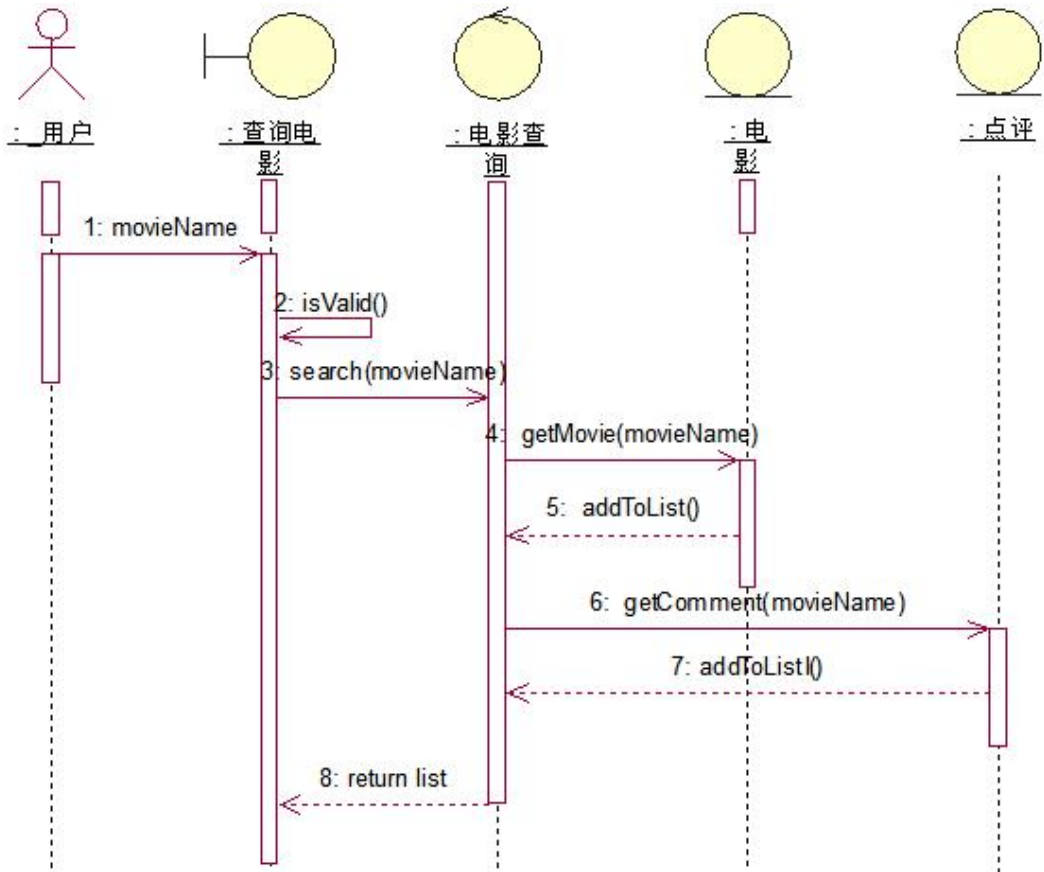 : _用户
: 查询电
影
: 电影查
询
: 电
影
: 点评
1: movieName
2: isValid()
3: search(movieName)
4: getMovie(movieName)
5: addToList()
6: getComment(movieName)
7: addToListl()
8: return list